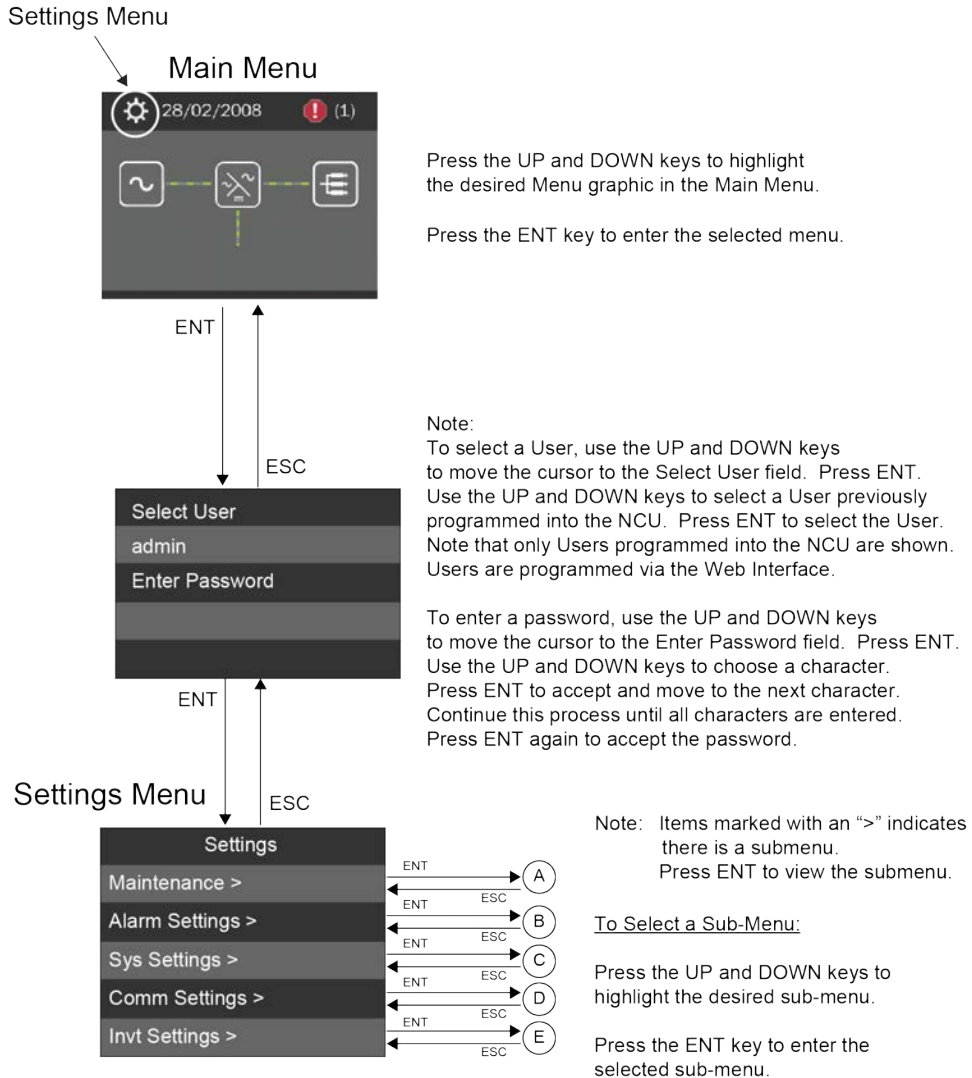 Settings Menu
Main Menu
28/02/2008 (1)
Press the UP and DOWN keys to highlight
the desired Menu graphic in the Main Menu.
Press the ENT key to enter the selected menu.
ENT
ESC
Note:
To select a User, use the UP and DOWN keys
to move the cursor to the Select User field. Press ENT.
Use the UP and DOWN keys to select a User previously
programmed into the NCU. Press ENT to select the User.
Note that only Users programmed into the NCU are shown.
Users are programmed via the Web Interface.
To enter a password, use the UP and DOWN keys
to move the cursor to the Enter Password field. Press ENT.
Use the UP and DOWN keys to choose a character.
Press ENT to accept and move to the next character.
Continue this process until all characters are entered.
Press ENT again to accept the password.
Select User
admin
Enter Password
ENT
ESC
Settings Menu
Settings
Maintenance >
Alarm Settings >
Sys Settings >
Comm Settings >
Invt Settings >
ENT
ESC
A
ENT
ESC
B
ENT
ESC
C
ENT
ESC
D
ENT
ESC
E
Note: Items marked with an “>” indicates
there is a submenu.
Press ENT to view the submenu.
To Select a Sub-Menu:
Press the UP and DOWN keys to
highlight the desired sub-menu.
Press the ENT key to enter the
selected sub-menu.